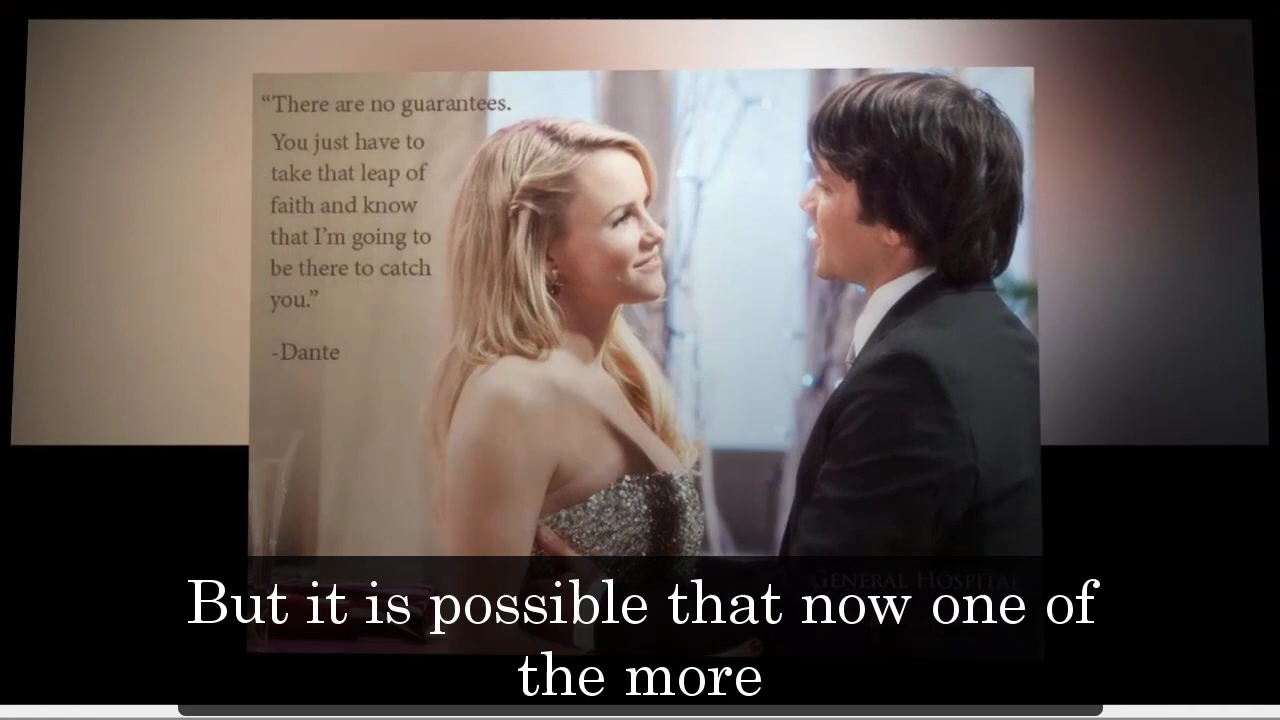 “There are no guarantees.
You just have to
take that leap of
faith and know
that I’m going to
be there to catch
you.”
-Dante
GENERAL HOSPITAL
But it is possible that now one of
the more